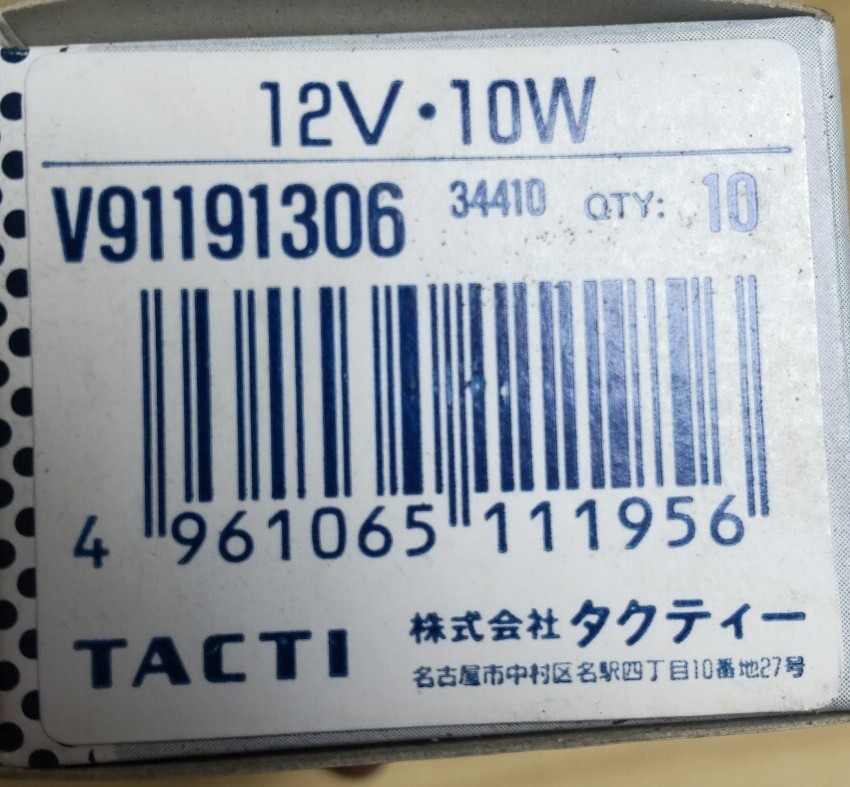 12V・10W
V91191306 34410 QTY: 10
4 961065 111956
TACTI 株式会社 タクティー
名古屋市中村区名駅四丁目10番地27号